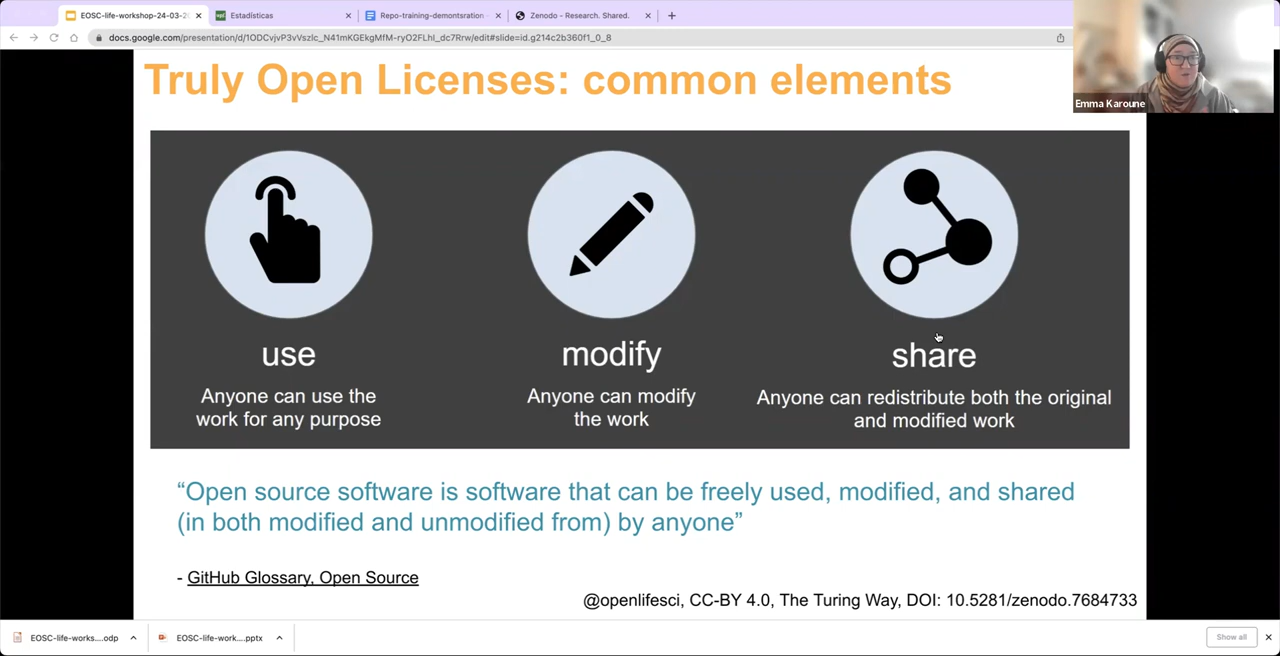 EOSC-life-workshop-24-03-20
Estadísticas
Repo-training-demontsration
Zenodo - Research. Shared.
docs.google.com/presentation/d/1ODCvjvP3vVszlc_N41mKGEkgMfM-ryO2FLhI_dc7Rrw/edit#slide=id.g214c2b360f1_0_8
Emma Karoune
Truly Open Licenses: common elements
use
Anyone can use the
work for any purpose
modify
Anyone can modify
the work
share
Anyone can redistribute both the original
and modified work
“Open source software is software that can be freely used, modified, and shared
(in both modified and unmodified from) by anyone”
- GitHub Glossary, Open Source
@openlifesci, CC-BY 4.0, The Turing Way, DOI: 10.5281/zenodo.7684733
EOSC-life-works....odp
EOSC-life-work....pptx
Show all